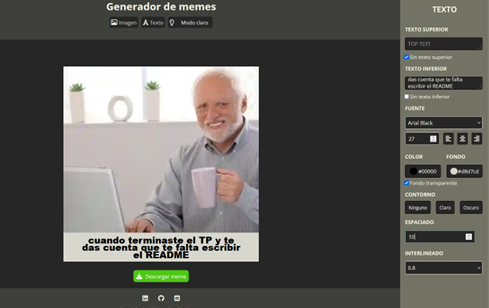 Generador de memes
Imagen
Texto
Modo claro
cuando terminaste el TP y te
das cuenta que te falta escribir
el README
Descargar meme
TEXTO
TEXTO SUPERIOR
TOP TEXT
Sin texto superior
TEXTO INFERIOR
das cuenta que te falta
escribir el README
Sin texto inferior
FUENTE
Arial Black
27
COLOR
FONDO
#00000
#d8d7cd
Fondo transparente
CONTORNO
Ninguno
Claro
Oscuro
ESPACIADO
10
INTERLINEADO
0.8